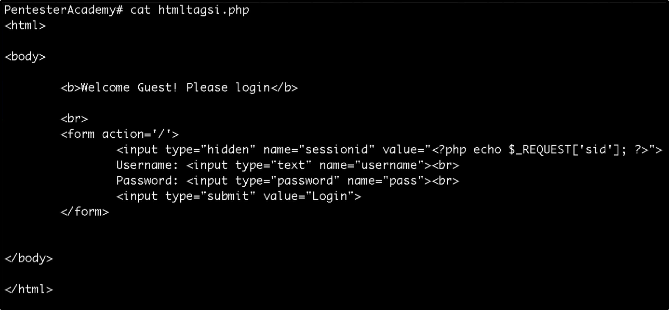 PentesterAcademy# cat htmltagsi.php
<html>
<body>
<b>Welcome Guest! Please login</b>
<br>
<form action='/'>
<input type="hidden" name="sessionid" value="<?php echo $_REQUEST['sid']; ?>">
Username: <input type="text" name="username"><br>
Password: <input type="password" name="pass"><br>
<input type="submit" value="Login">
</form>
</body>
</html>